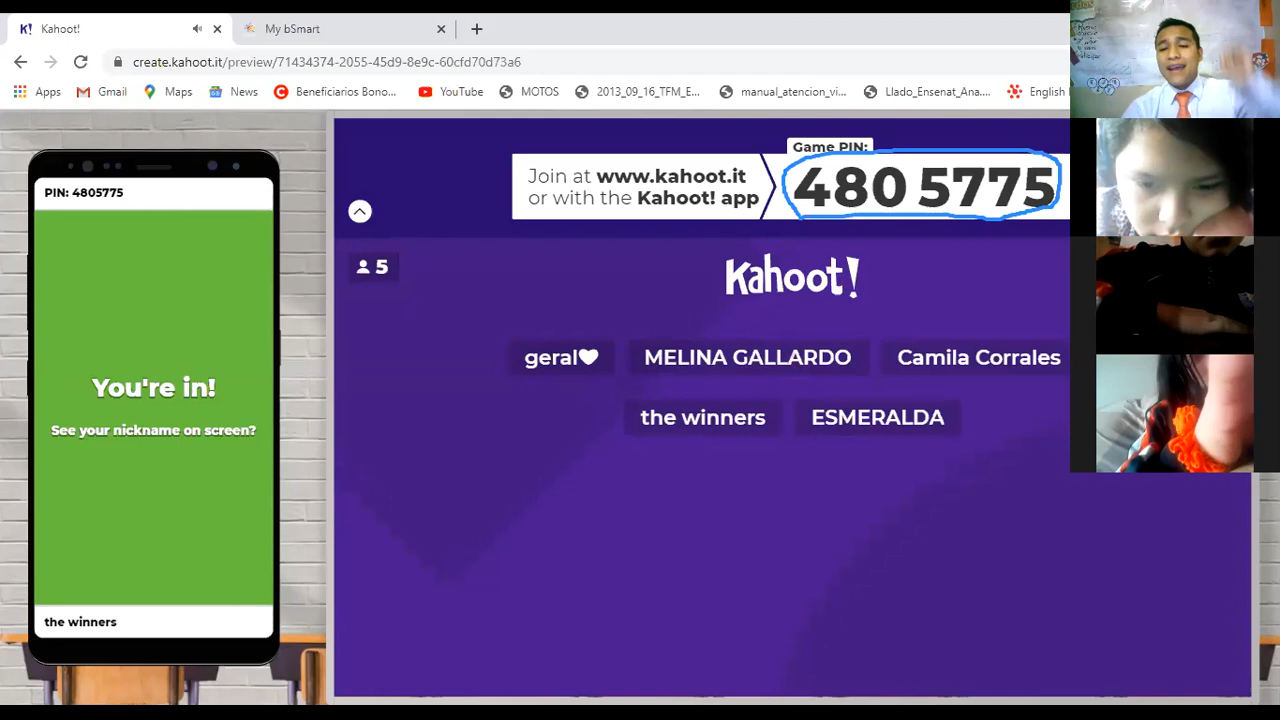 Kahoot!
My bSmart
create.kahoot.it/preview/71434374-2055-
-8e9c-60cfd70d73a6
Apps
Gmail
Maps
News
Beneficiarios Bono...
YouTube
MOTOS
2013_09_16_TFM_E...
manual_atencion_vi...
Llado_Ensenat_Ana....
English
PIN: 4805775
You're in!
See your nickname on screen?
the winners
Game PIN:
Join at www.kahoot.it
or with the Kahoot! app
480 5775
5
Kahoot!
geral♥ MELINA GALLARDO Camila Corrales
the winners ESMERALDA